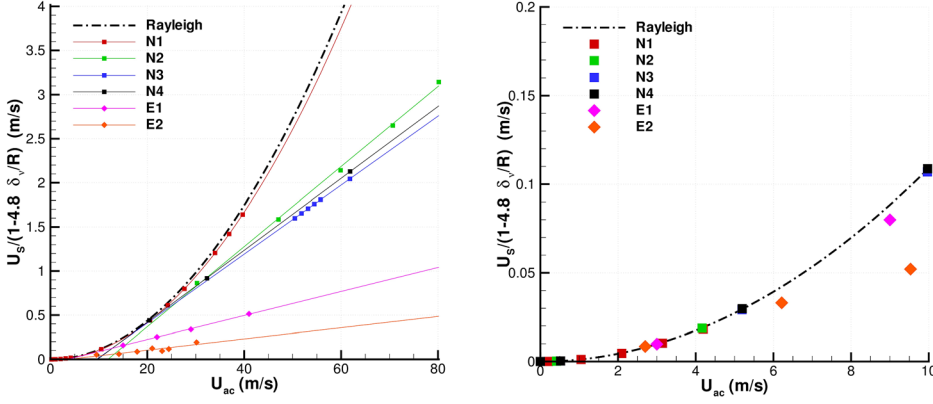 4
3.5
3
2.5
2
1.5
1
0.5
0
0 20 40 60 80
U_S/(1-4.8 δ_ν/R) (m/s)
U_ac (m/s)
Rayleigh
N1
N2
N3
N4
E1
E2
0.2
0.15
0.1
0.05
0
0 2 4 6 8 10
U_S/(1-4.8 δ_ν/R) (m/s)
U_ac (m/s)
Rayleigh
N1
N2
N3
N4
E1
E2